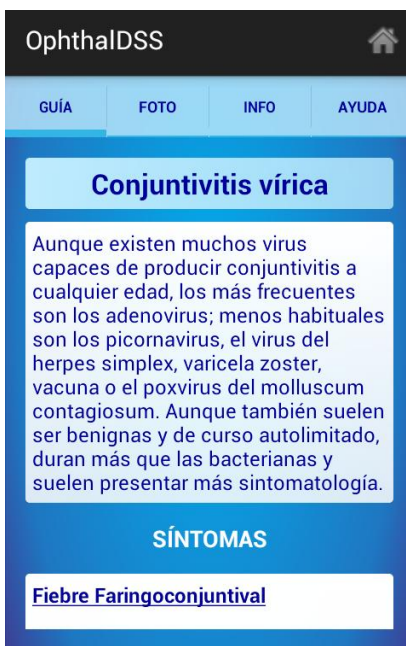 OphthalDSS
GUÍA FOTO INFO AYUDA
Conjuntivitis vírica
Aunque existen muchos virus
capaces de producir conjuntivitis a
cualquier edad, los más frecuentes
son los adenovirus; menos habituales
son los picornavirus, el virus del
herpes simplex, varicela zoster,
vacuna o el poxvirus del molluscum
contagiosum. Aunque también suelen
ser benignas y de curso autolimitado,
duran más que las bacterianas y
suelen presentar más sintomatología.
SÍNTOMAS
Fiebre Faringoconjuntival